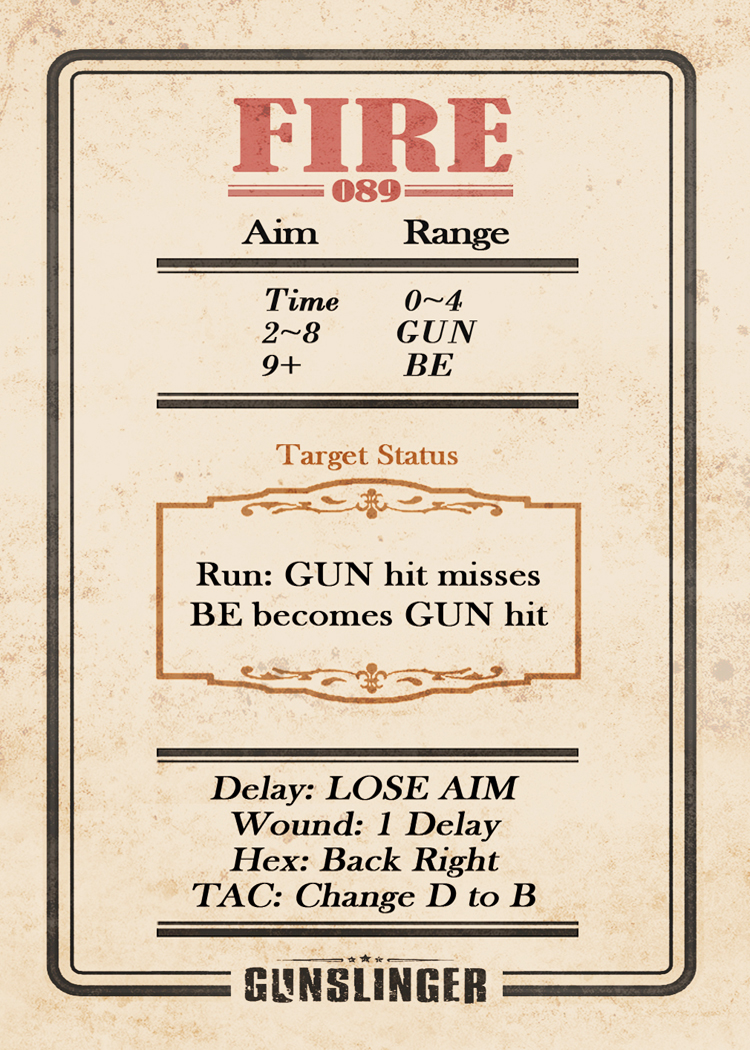 FIRE
089
Aim Range
Time 0~4
2~8 GUN
9+ BE
Target Status
Run: GUN hit misses
BE becomes GUN hit
Delay: LOSE AIM
Wound: 1 Delay
Hex: Back Right
TAC: Change D to B
GUNSLINGER